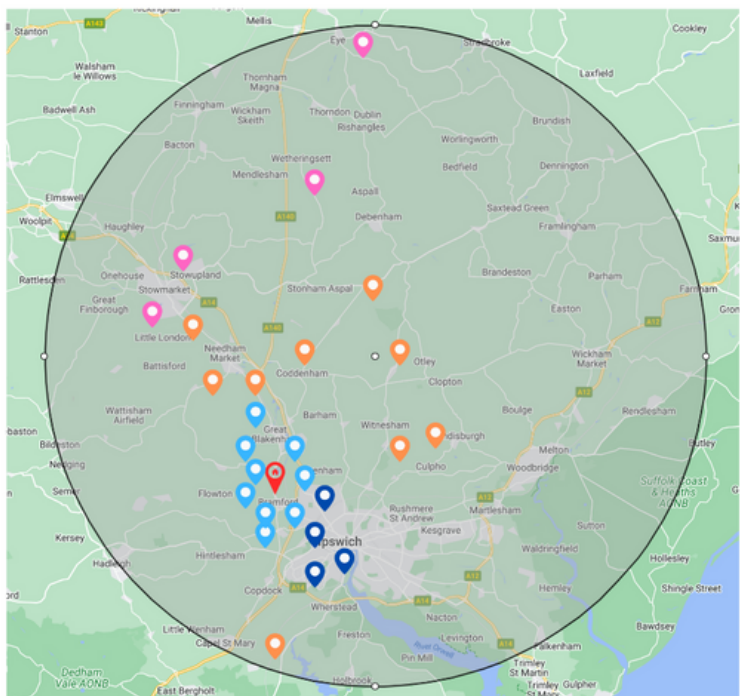 Mellis
Stanton
A143
Cookley
Eye
Stradbroke
Walsham
le Willows
Laxfield
Thornham
Magna
Badwell Ash
Finningham
Wickham
Skeith
Thorndon
Dublin
Rishangles
Brundish
Bacton
Worlingworth
Wetheringsett
Bedfield
Dennington
Mendlesham
Aspall
Elmswell
Woolpit
Haughley
A140
Debenham
Saxtead Green
Framlingham
Rattlesden
Onehouse
Stowupland
Stowmarket
Stonham Aspal
Brandeston
Parham
Farnham
Great
Finborough
A14
Easton
Little London
A140
A12
Needham
Market
Battisford
Coddenham
Otley
Wickham
Market
Clopton
Wattisham
Airfield
Barham
Boulge
Rendlesham
Great
Blakenham
Witnesham
Bildeston
Culpho
Melton
Butley
Woodbridge
Flowton
Bramford
Suffolk Coast
& Heaths
AONB
Semer
A12
Rushmere
St Andrew
Martlesham
Kersey
Kesgrave
Sutton
Hadleigh
Hintlesham
Waldringfield
Hollesley
Copdock
A14
A12
Hemley
Shingle Street
Wherstead
A14
Nacton
Bawdsey
Little Wenham
Capel St Mary
Freston
Levington
A14
Falkenham
River Orwell
Pin Mill
Dedham
Vale AONB
Holbrook
Trimley
St Martin
East Bergholt
Trimley
Gulpher